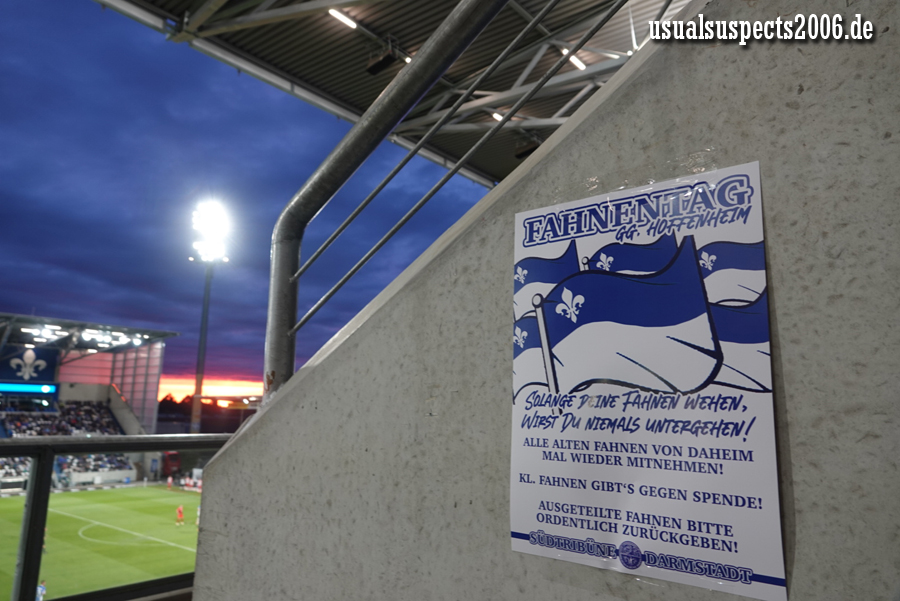 usualsuspects2006.de
FAHNENTAG
GG. HOFFENHEIM
SOLANGE DEINE FAHNEN WEHEN,
WIRST DU NIEMALS UNTERGEHEN!
ALLE ALTEN FAHNEN VON DAHEIM
MAL WIEDER MITNEHMEN!
KL. FAHNEN GIBT'S GEGEN SPENDE!
AUSGETEILTE FAHNEN BITTE
ORDENTLICH ZURÜCKGEBEN!
SÜDTRIBÜNE DARMSTADT